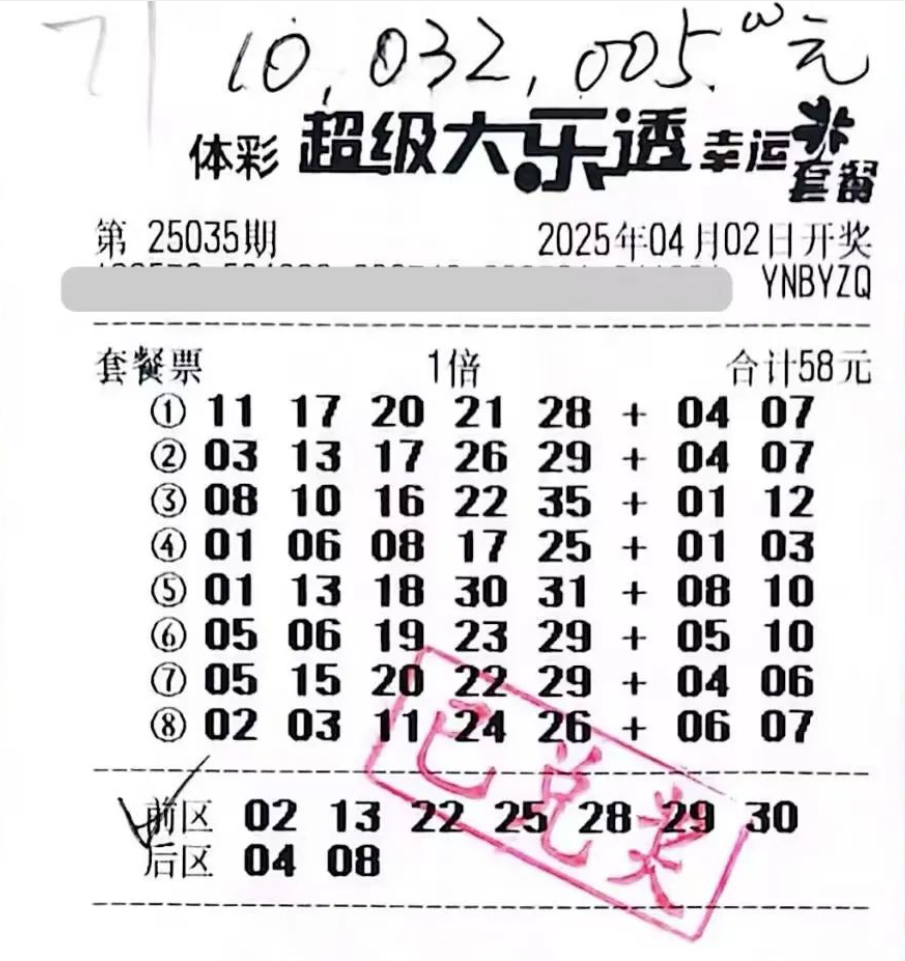 10,032,005.00元
体彩 超级大乐透 幸运套餐
第 25035期 2025年04月02日开奖
YNBYZQ
套餐票 1倍 合计58元
① 11 17 20 21 28 + 04 07
② 03 13 17 26 29 + 04 07
③ 08 10 16 22 35 + 01 12
④ 01 06 08 17 25 + 01 03
⑤ 01 13 18 30 31 + 08 10
⑥ 05 06 19 23 29 + 05 10
⑦ 05 15 20 22 29 + 04 06
⑧ 02 03 11 24 26 + 06 07
已兑奖
前区 02 13 22 25 28 29 30
后区 04 08